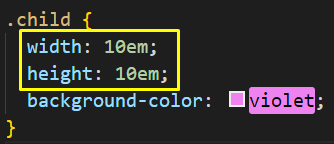 .child {
width: 10em;
height: 10em;
background-color: violet;
}